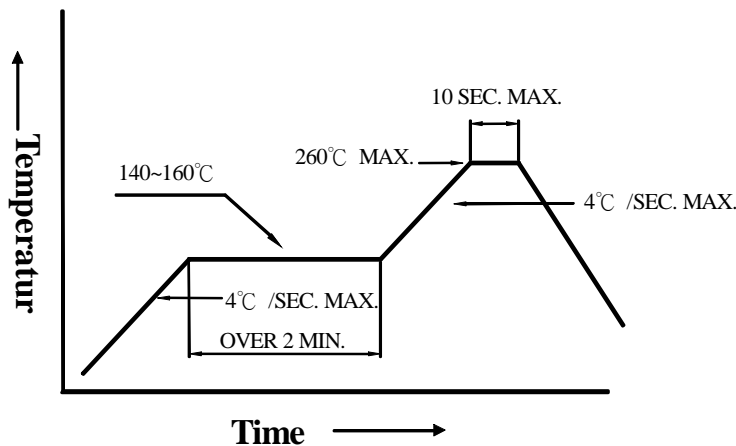 10 SEC. MAX.
260℃ MAX.
140~160℃
4℃ /SEC. MAX.
4℃ /SEC. MAX.
OVER 2 MIN.
Temperatur
Time